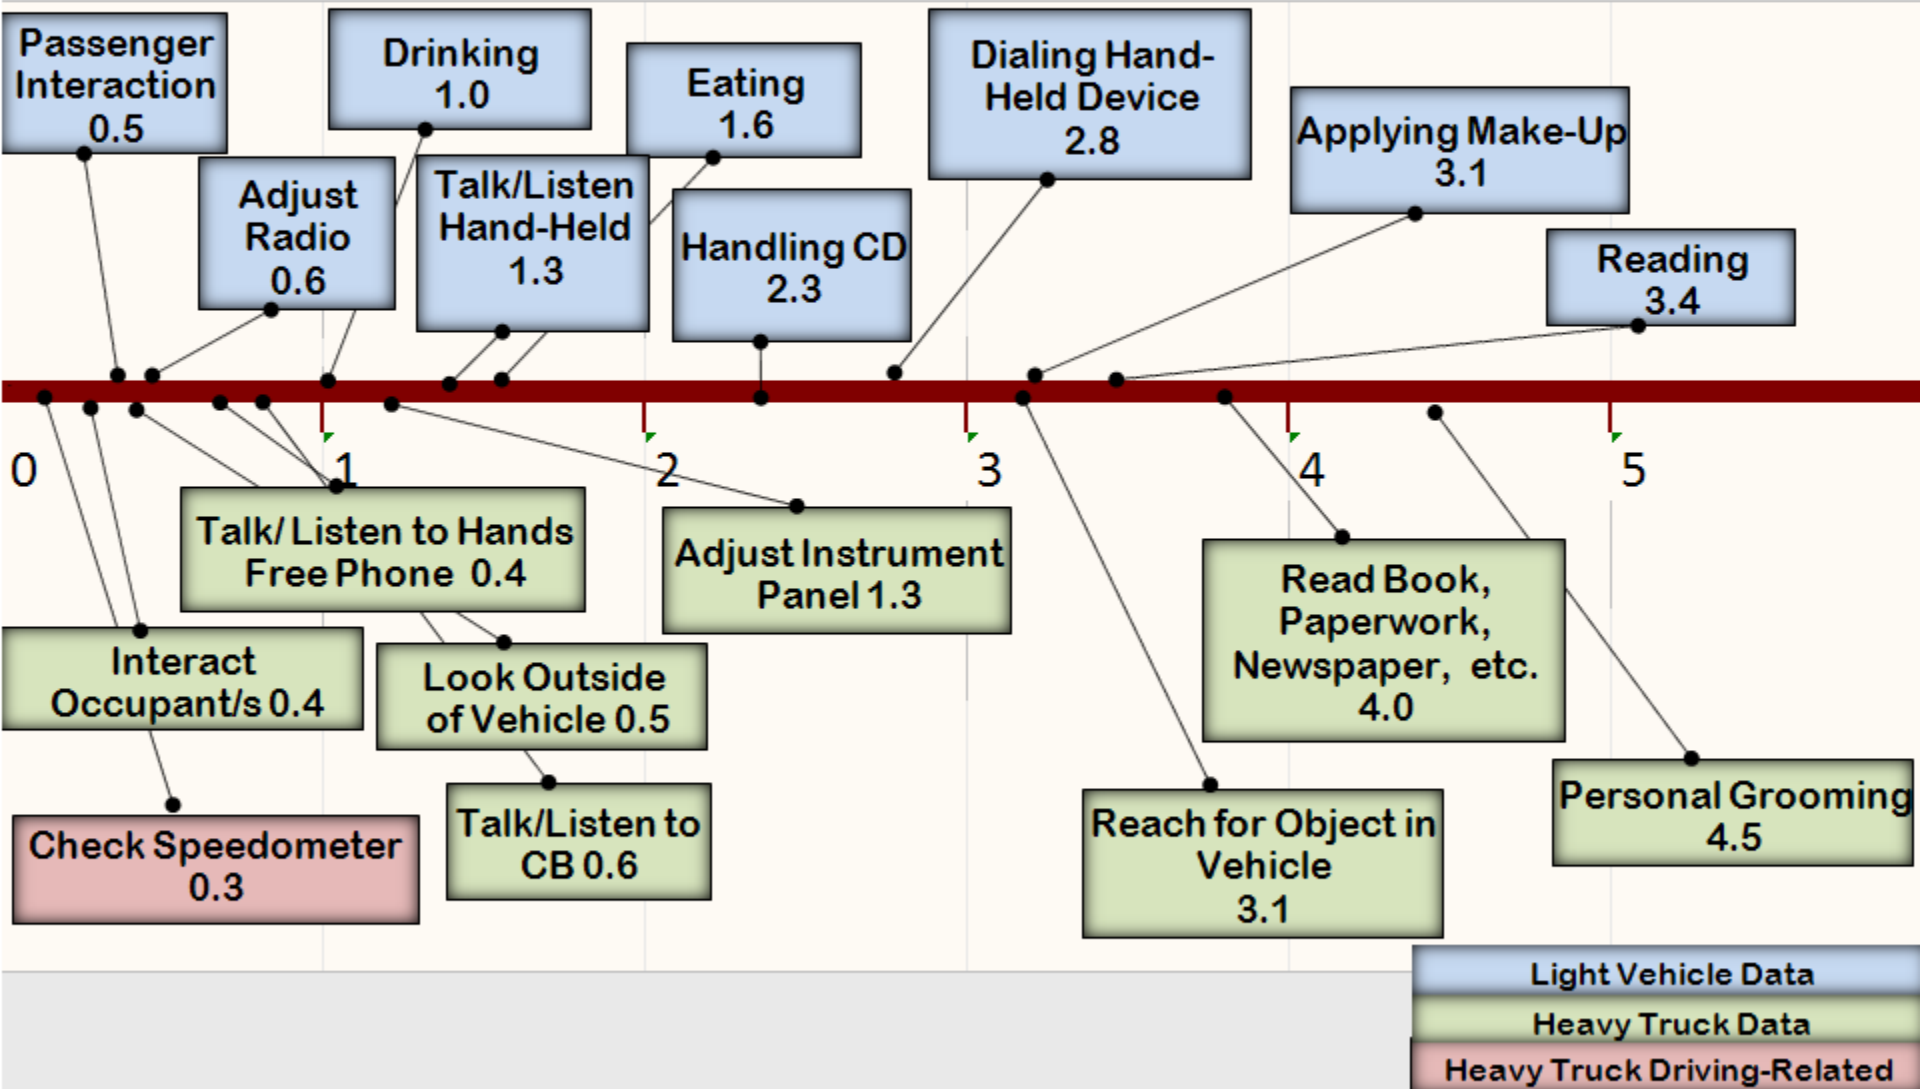 Passenger
Interaction
0.5
Drinking
1.0
Eating
1.6
Dialing Hand-
Held Device
2.8
Applying Make-Up
3.1
Adjust
Radio
0.6
Talk/Listen
Hand-Held
1.3
Handling CD
2.3
Reading
3.4
0
1
2
3
4
5
Talk/ Listen to Hands
Free Phone 0.4
Adjust Instrument
Panel 1.3
Read Book,
Paperwork,
Newspaper, etc.
4.0
Interact
Occupant/s 0.4
Look Outside
of Vehicle 0.5
Personal Grooming
4.5
Check Speedometer
0.3
Talk/Listen to
CB 0.6
Reach for Object in
Vehicle
3.1
Light Vehicle Data
Heavy Truck Data
Heavy Truck Driving-Related